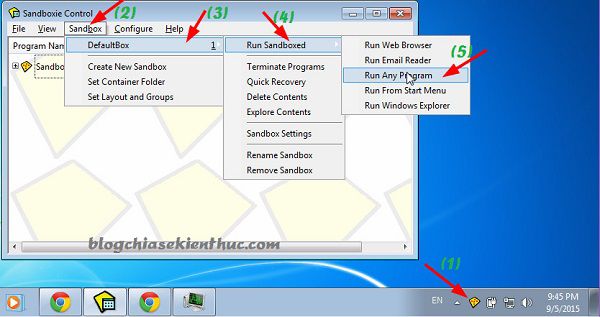 Sandboxie Control
(2)
(3)
(4)
File View Sandbox Configure Help
Program Nam
DefaultBox 1
Run Sandboxed
Run Web Browser
(5)
Sandbo
Create New Sandbox
Terminate Programs
Run Email Reader
Set Container Folder
Quick Recovery
Run Any Program
Set Layout and Groups
Delete Contents
Run From Start Menu
Explore Contents
Run Windows Explorer
Sandbox Settings
Rename Sandbox
Remove Sandbox
blogchiasekienthuc.com
(1)
EN
9:45 PM
9/5/2015